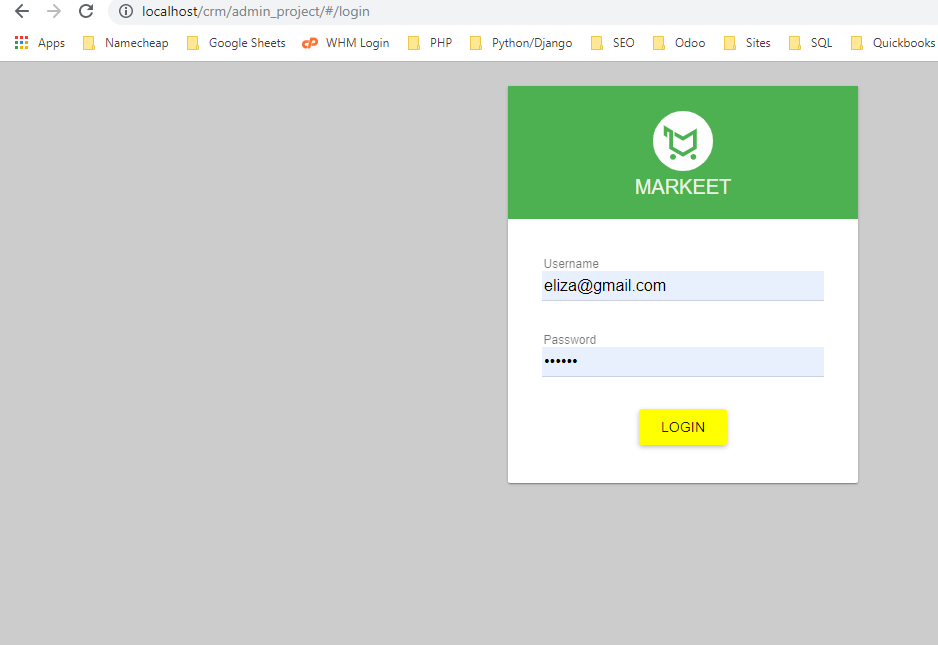 localhost/crm/admin_project/#/login
Apps Namecheap Google Sheets cP WHM Login PHP Python/Django SEO Odoo Sites SQL Quickbooks
MARKEET
Username
eliza@gmail.com
Password
••••••
LOGIN